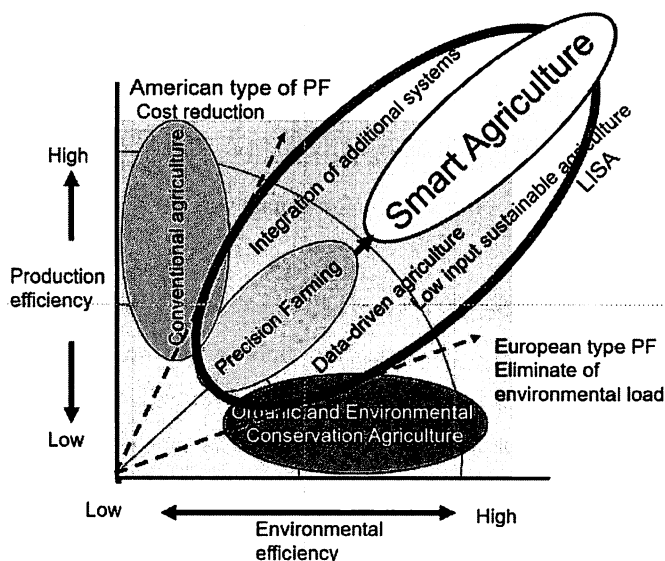 American type of PF
Cost reduction
High
Production
efficiency
Low
Conventional agriculture
Integration of additional systems
Smart Agriculture
Precision Farming
Data-driven agriculture
Low input sustainable agriculture
LISA
European type PF
Eliminate of
environmental load
Organic and Environmental
Conservation Agriculture
Low
High
Environmental
efficiency